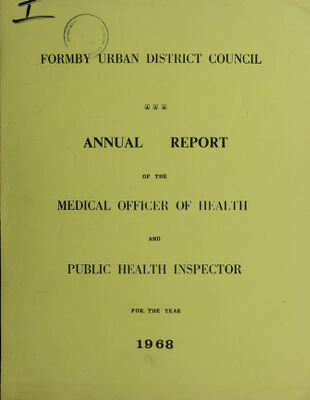 I
FORMBY URBAN DISTRICT COUNCIL
ANNUAL REPORT
OF THE
MEDICAL OFFICER OF HEALTH
AND
PUBLIC HEALTH INSPECTOR
FOR THE YEAR
1968